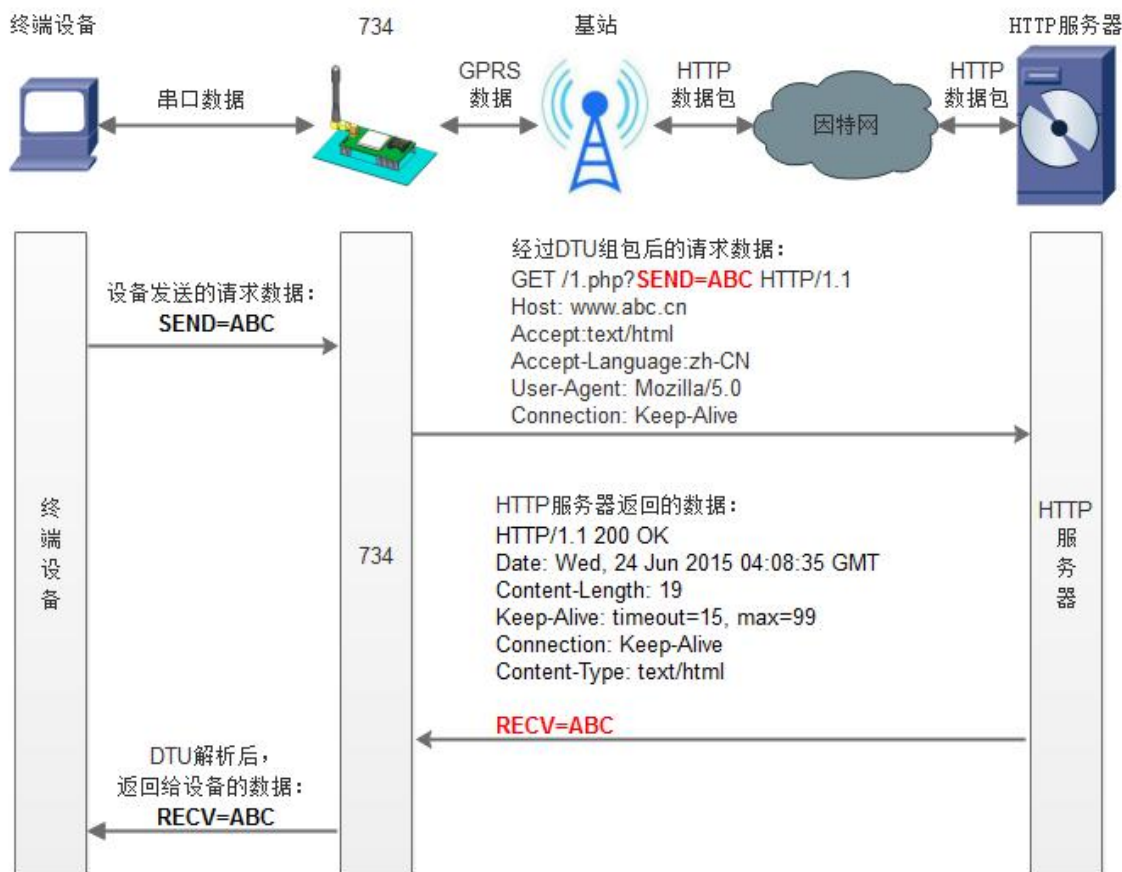 终端设备
734
基站
HTTP服务器
串口数据
GPRS
数据
HTTP
数据包
因特网
HTTP
数据包
设备发送的请求数据：
SEND=ABC
经过DTU组包后的请求数据：
GET /1.php?SEND=ABC HTTP/1.1
Host: www.abc.cn
Accept:text/html
Accept-Language:zh-CN
User-Agent: Mozilla/5.0
Connection: Keep-Alive
终
端
设
备
734
HTTP
服
务
器
HTTP服务器返回的数据：
HTTP/1.1 200 OK
Date: Wed, 24 Jun 2015 04:08:35 GMT
Content-Length: 19
Keep-Alive: timeout=15, max=99
Connection: Keep-Alive
Content-Type: text/html
RECV=ABC
DTU解析后，
返回给设备的数据：
RECV=ABC